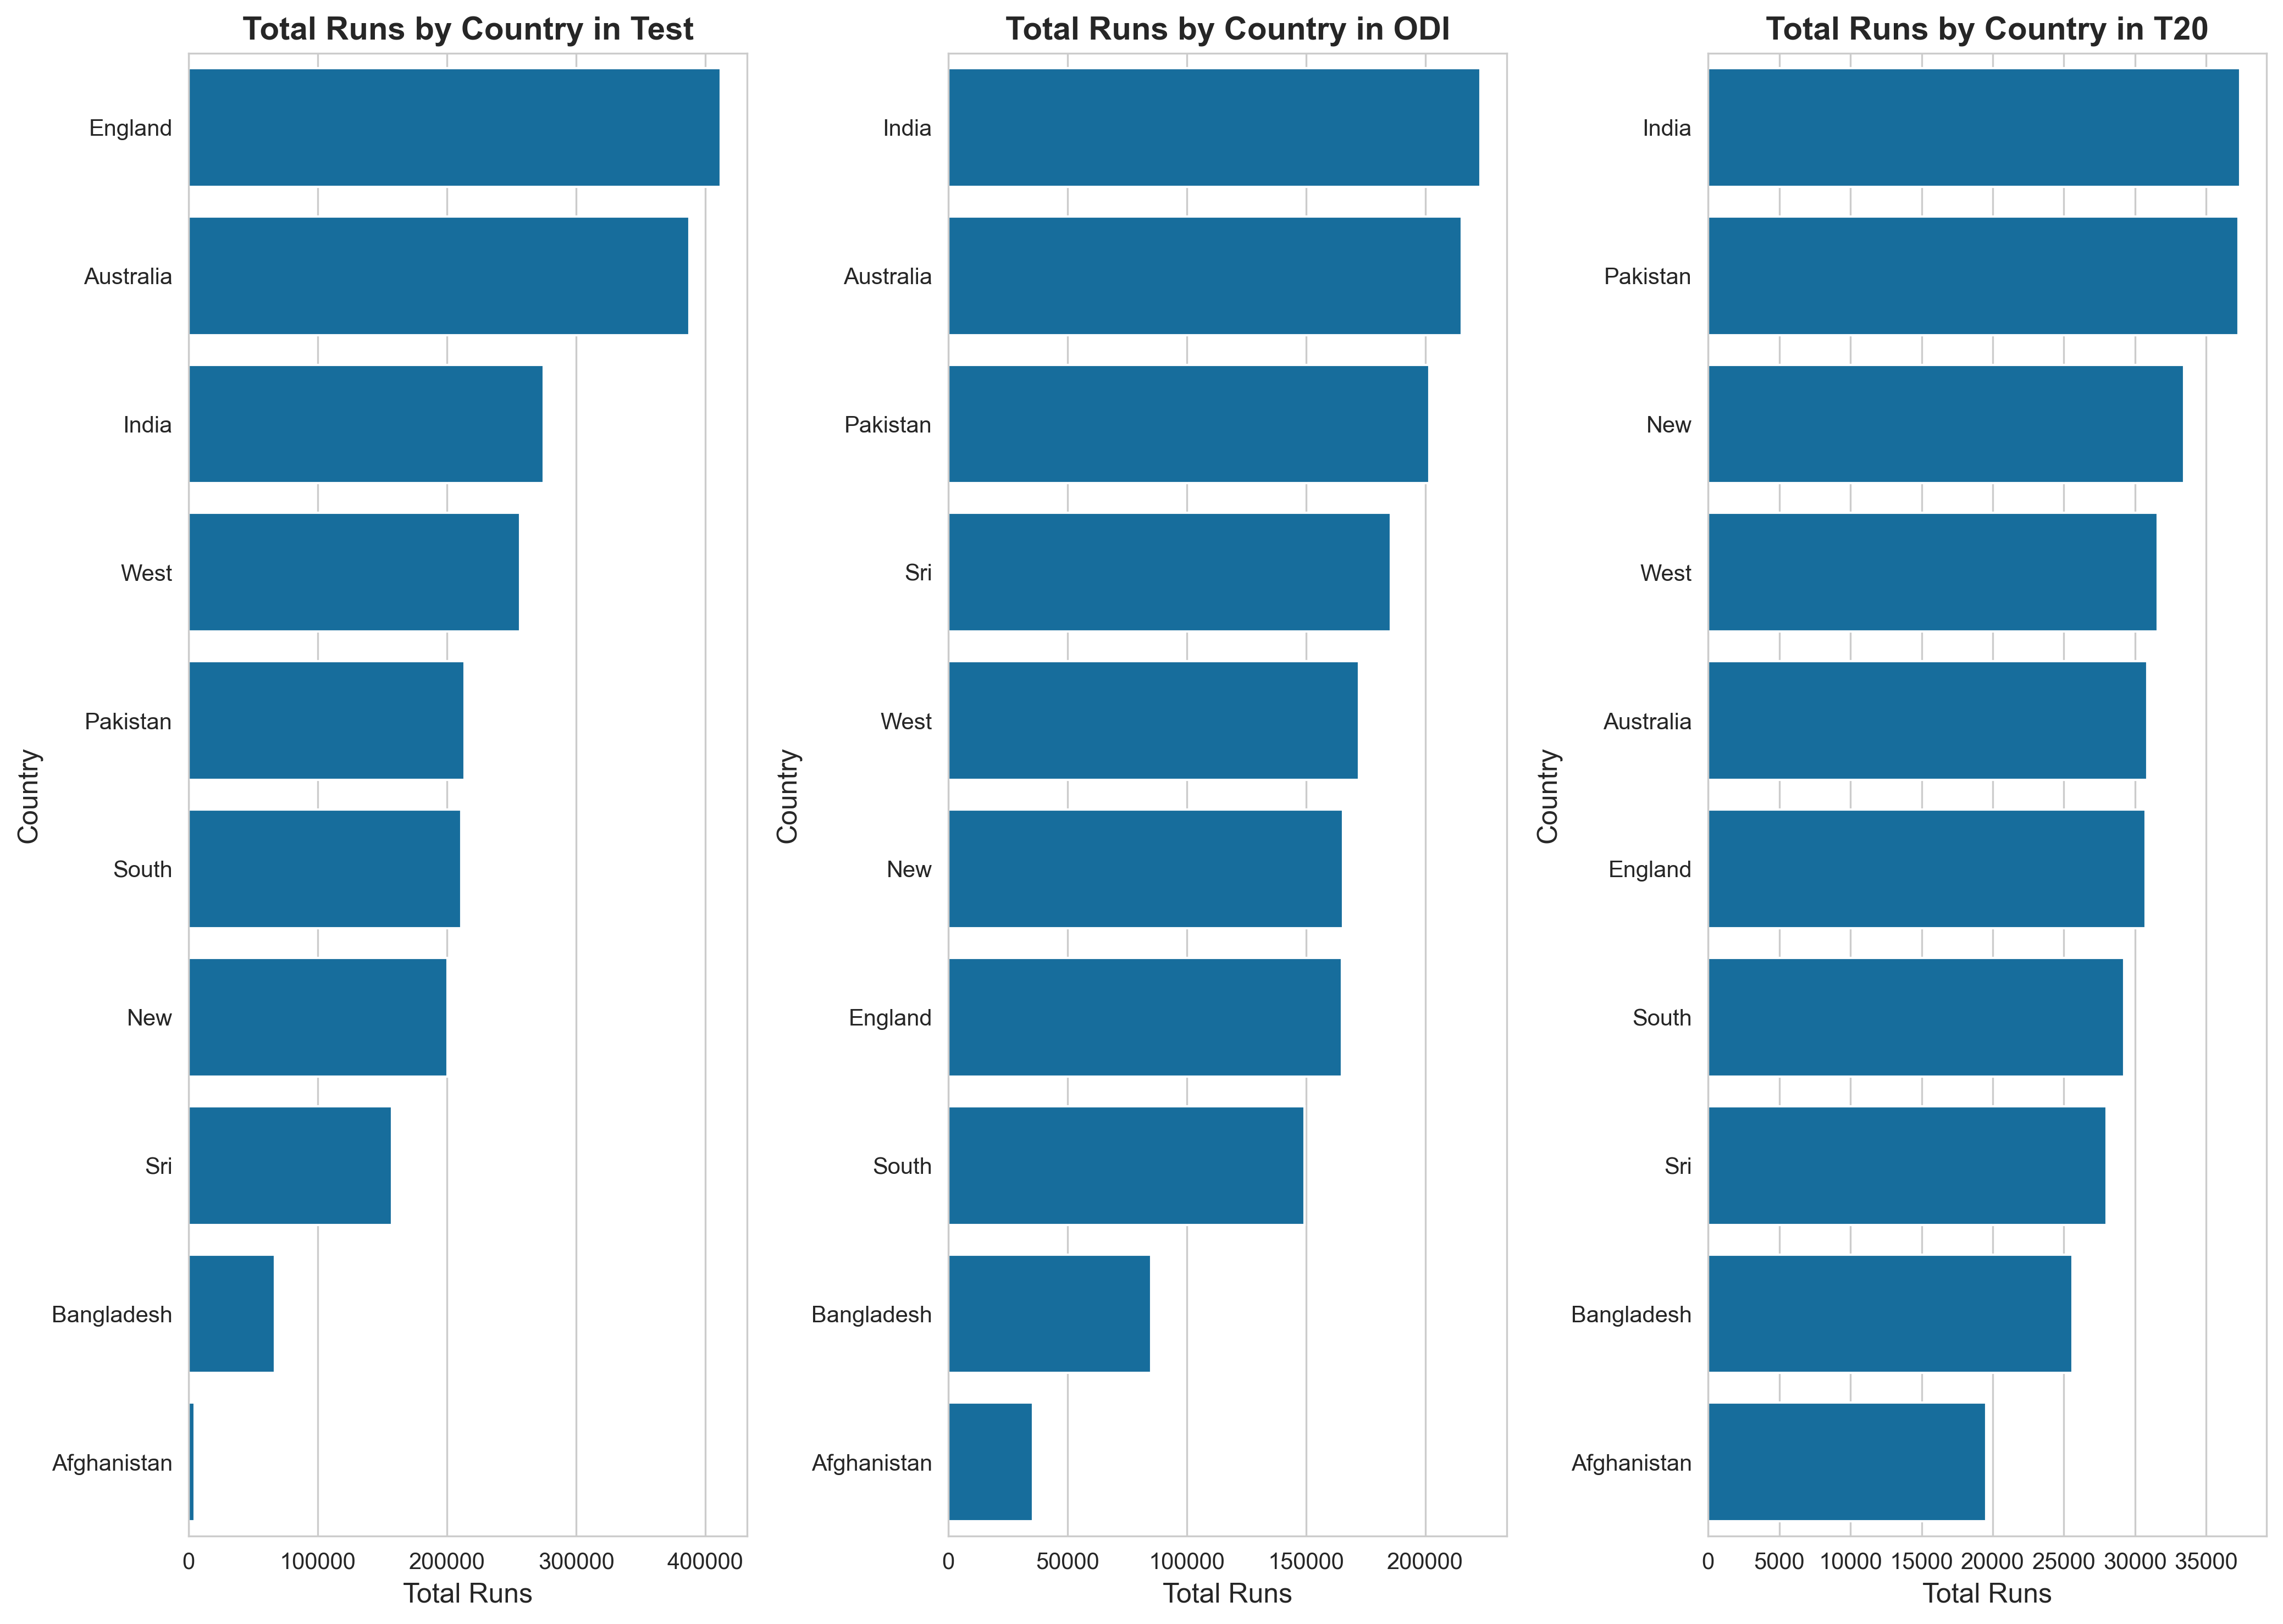 Total Runs by Country in Test
England
Australia
India
West
Pakistan
South
New
Sri
Bangladesh
Afghanistan
Country
0 100000 200000 300000 400000
Total Runs
Total Runs by Country in ODI
India
Australia
Pakistan
Sri
West
New
England
South
Bangladesh
Afghanistan
Country
0 50000 100000 150000 200000
Total Runs
Total Runs by Country in T20
India
Pakistan
New
West
Australia
England
South
Sri
Bangladesh
Afghanistan
Country
0 5000 10000 15000 20000 25000 30000 35000
Total Runs